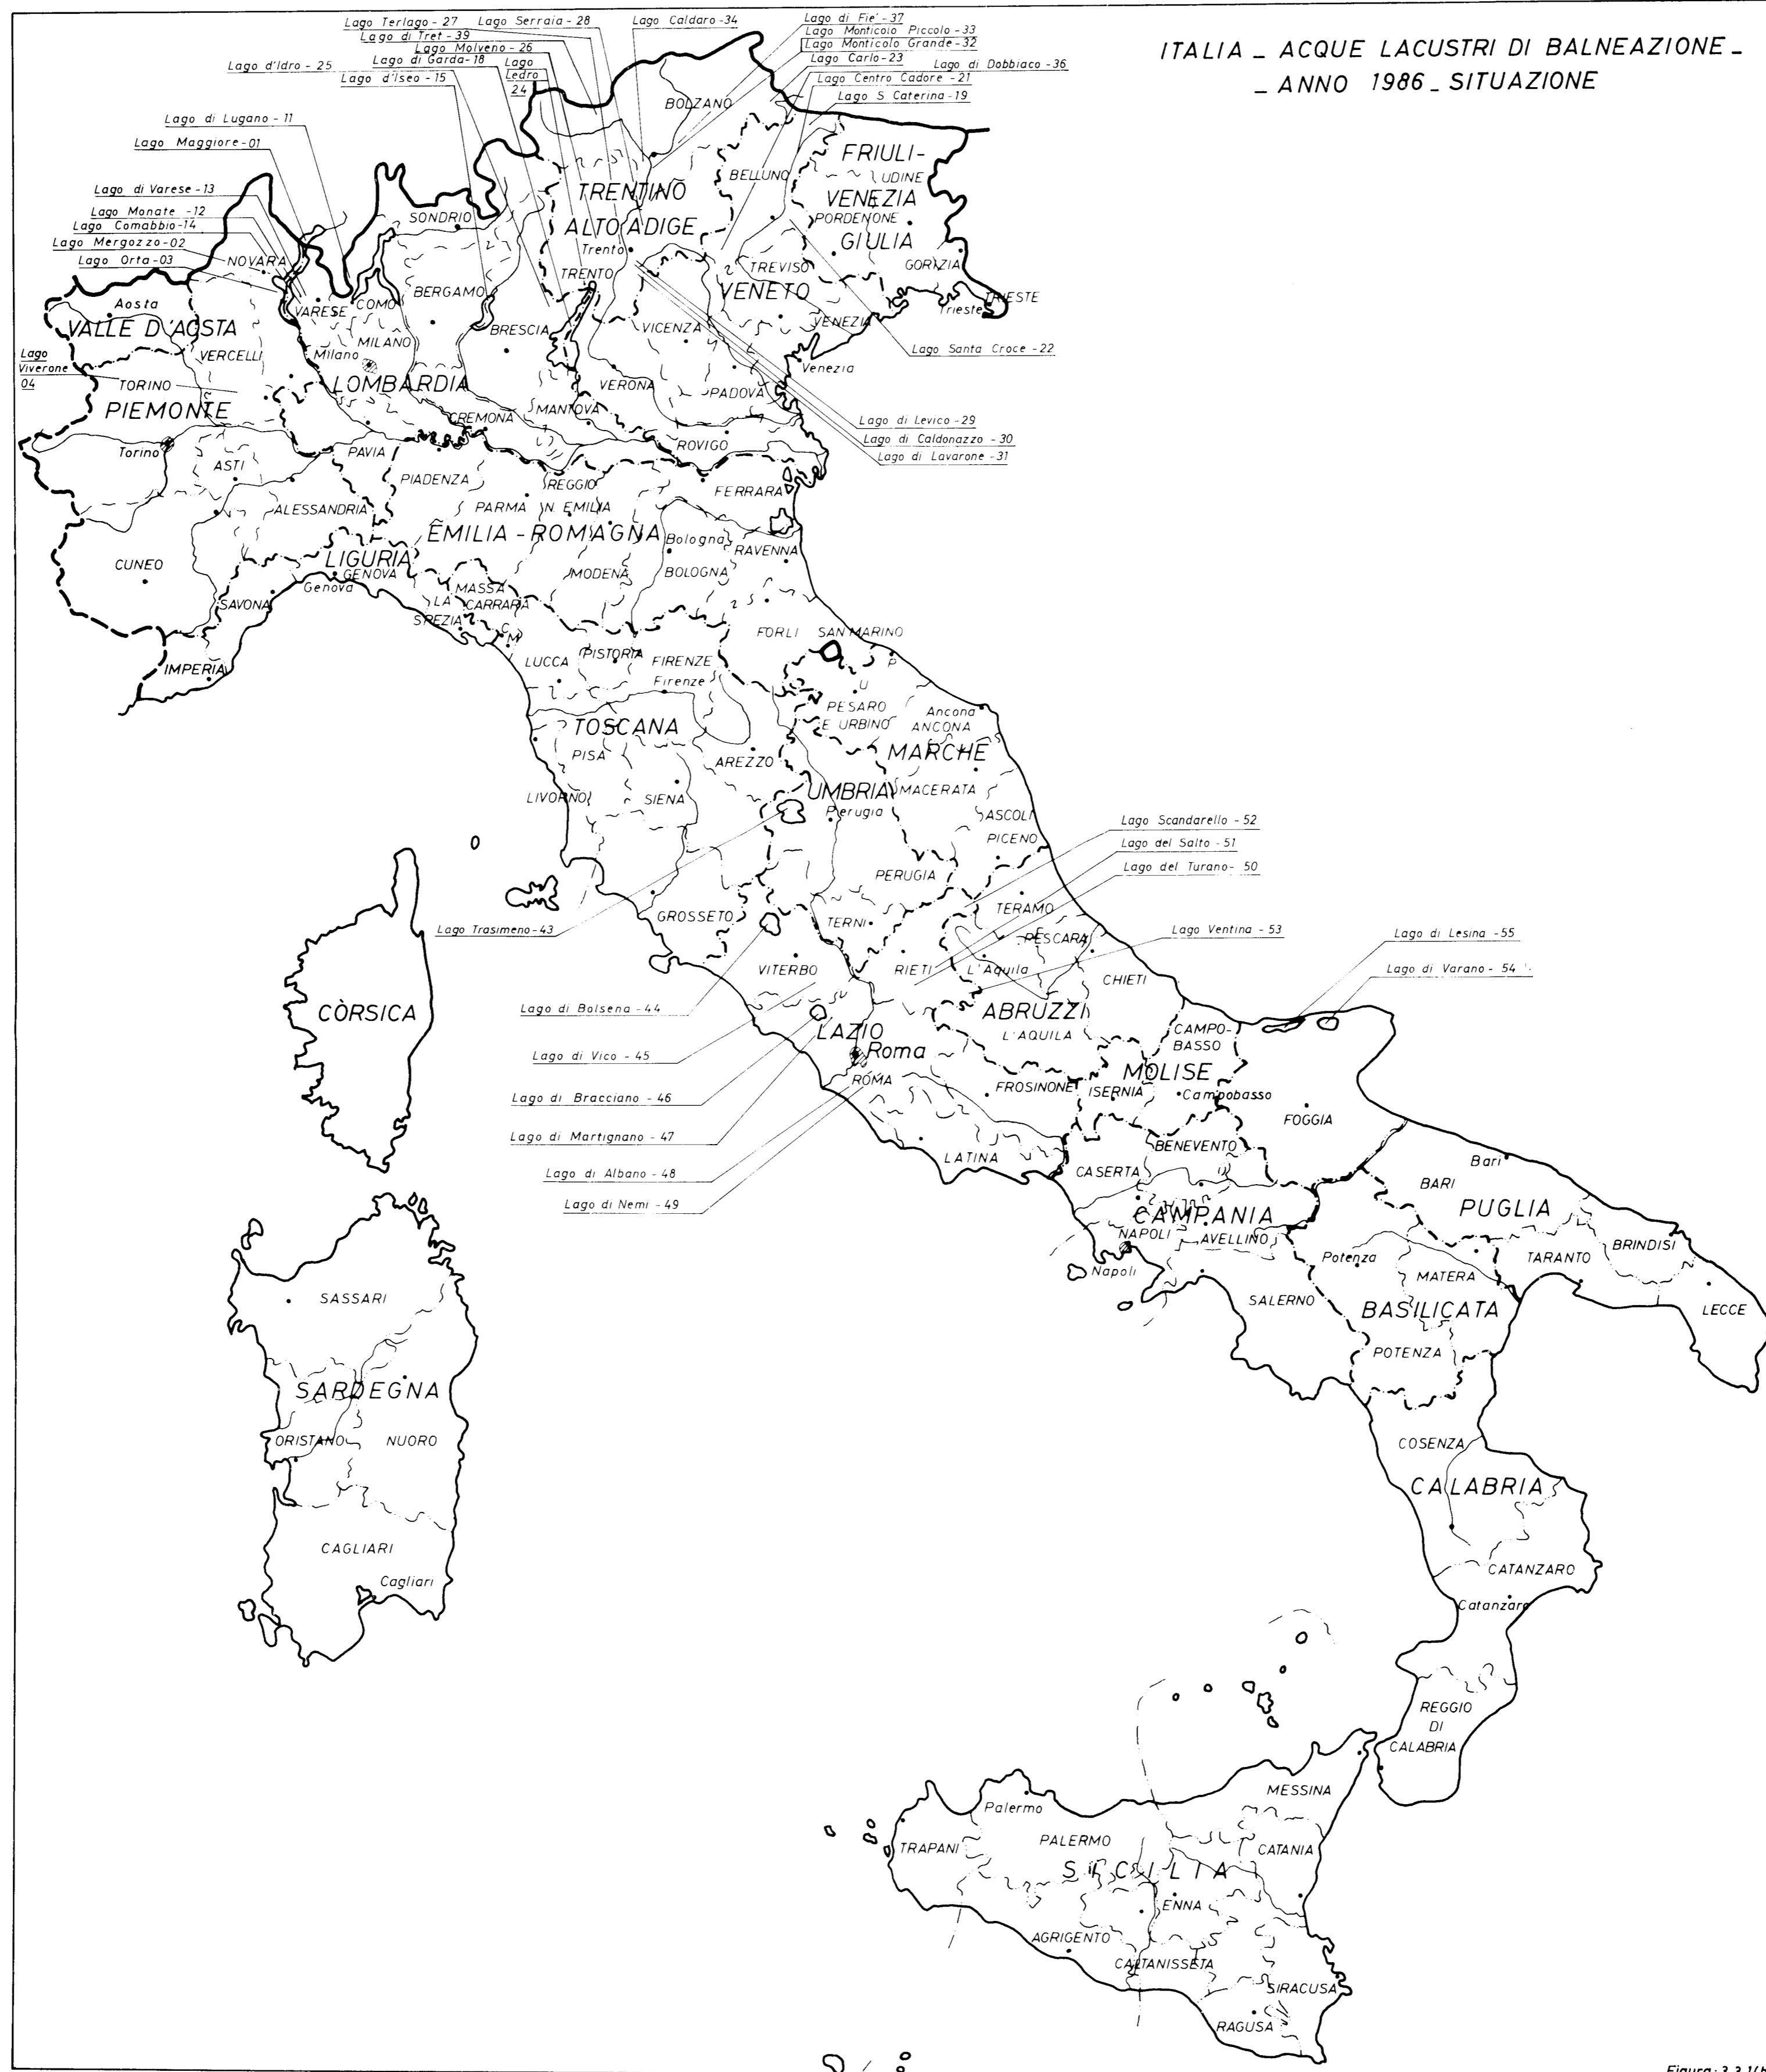 ITALIA _ ACQUE LACUSTRI DI BALNEAZIONE _
_ ANNO 1986 _ SITUAZIONE
Lago Terlago - 27
Lago Serraia - 28
Lago Caldaro -34
Lago di Fie' - 37
Lago di Tret - 39
Lago Monticolo Piccolo - 33
Lago Molveno - 26
Lago Monticolo Grande - 32
Lago d'Idro - 25
Lago di Garda - 18
Lago
Ledro
24
Lago Carlo - 23
Lago di Dobbiaco - 36
Lago d'Iseo - 15
Lago Centro Cadore - 21
Lago S. Caterina - 19
Lago di Lugano - 11
Lago Maggiore - 01
Lago di Varese - 13
Lago Monate - 12
Lago Comabbio - 14
Lago Mergozzo - 02
Lago Orta - 03
BOLZANO
FRIULI-
VENEZIA
GIULIA
UDINE
BELLUNO
PORDENONE
GORIZIA
TRIESTE
Trieste
TRENTINO
ALTO ADIGE
Trento
TRENTO
SONDRIO
NOVARA
Aosta
VALLE D'AOSTA
VARESE
COMO
BERGAMO
BRESCIA
TREVISO
VENETO
VICENZA
VENEZIA
Venezia
Lago Santa Croce - 22
VERCELLI
Milano
MILANO
LOMBARDIA
Lago
Viverone
04
TORINO
PIEMONTE
VERONA
PADOVA
CREMONA
MANTOVA
ROVIGO
Lago di Levico - 29
Lago di Caldonazzo - 30
Lago di Lavarone - 31
Torino
ASTI
PAVIA
PIADENZA
REGGIO
N. EMILIA
FERRARA
ALESSANDRIA
PARMA
EMILIA - ROMAGNA
Bologna
RAVENNA
CUNEO
LIGURIA
GENOVA
Genova
MODENA
BOLOGNA
MASSA
CARRARA
SAVONA
LA
SPEZIA
C
M
IMPERIA
FORLI
SAN MARINO
LUCCA
PISTORIA
FIRENZE
Firenze
P
U
PESARO
E URBINO
Ancona
ANCONA
TOSCANA
MARCHE
PISA
AREZZO
LIVORNO
SIENA
UMBRIA
Perugia
MACERATA
ASCOLI
PICENO
Lago Scandarello - 52
Lago del Salto - 51
Lago del Turano - 50
PERUGIA
GROSSETO
TERNI
TERAMO
PESCARA
Lago Trasimeno - 43
Lago Ventina - 53
Lago di Lesina - 55
Lago di Varano - 54
VITERBO
RIETI
L'Aquila
CHIETI
Lago di Bolsena - 44
ABRUZZI
L'AQUILA
CÒRSICA
LAZIO
Roma
ROMA
CAMPO-
BASSO
Lago di Vico - 45
MOLISE
FROSINONE
ISERNIA
Campobasso
Lago di Bracciano - 46
FOGGIA
Lago di Martignano - 47
LATINA
BENEVENTO
CASERTA
Lago di Albano - 48
Lago di Nemi - 49
Bari
BARI
PUGLIA
CAMPANIA
NAPOLI
AVELLINO
Napoli
Potenza
MATERA
TARANTO
BRINDISI
SALERNO
BASILICATA
LECCE
POTENZA
SASSARI
SARDEGNA
ORISTANO
NUORO
COSENZA
CALABRIA
CAGLIARI
Cagliari
CATANZARO
Catanzaro
REGGIO
DI
CALABRIA
MESSINA
Palermo
TRAPANI
PALERMO
CATANIA
SICILIA
ENNA
AGRIGENTO
CALTANISSETA
SIRACUSA
RAGUSA